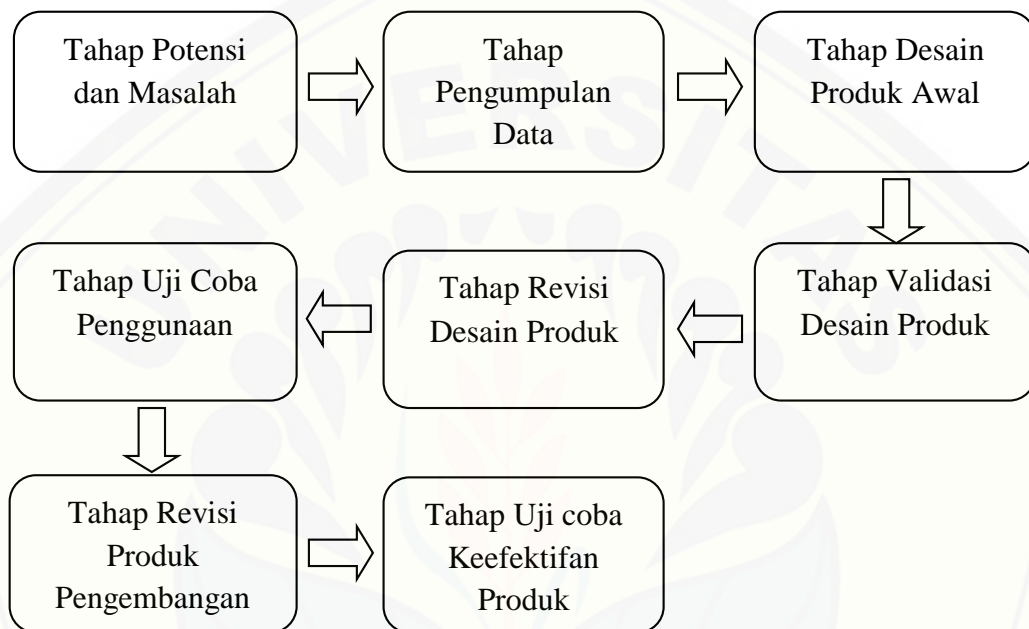 Tahap Potensi
dan Masalah
Tahap
Pengumpulan
Data
Tahap Desain
Produk Awal
Tahap Validasi
Desain Produk
Tahap Revisi
Desain Produk
Tahap Uji Coba
Penggunaan
Tahap Revisi
Produk
Pengembangan
Tahap Uji coba
Keefektifan
Produk
UNIVERSITAS